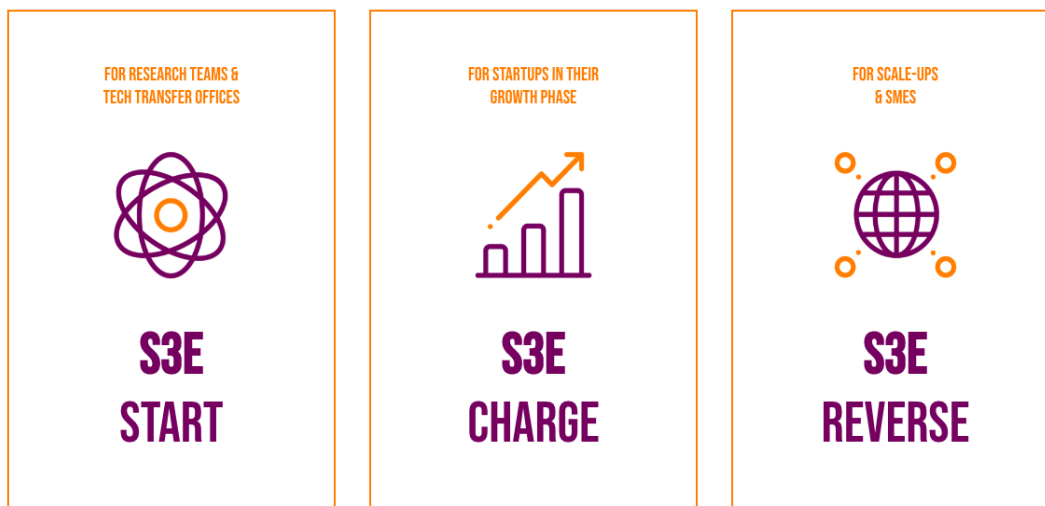 FOR RESEARCH TEAMS &
TECH TRANSFER OFFICES
S3E
START
FOR STARTUPS IN THEIR
GROWTH PHASE
S3E
CHARGE
FOR SCALE-UPS
& SMES
S3E
REVERSE